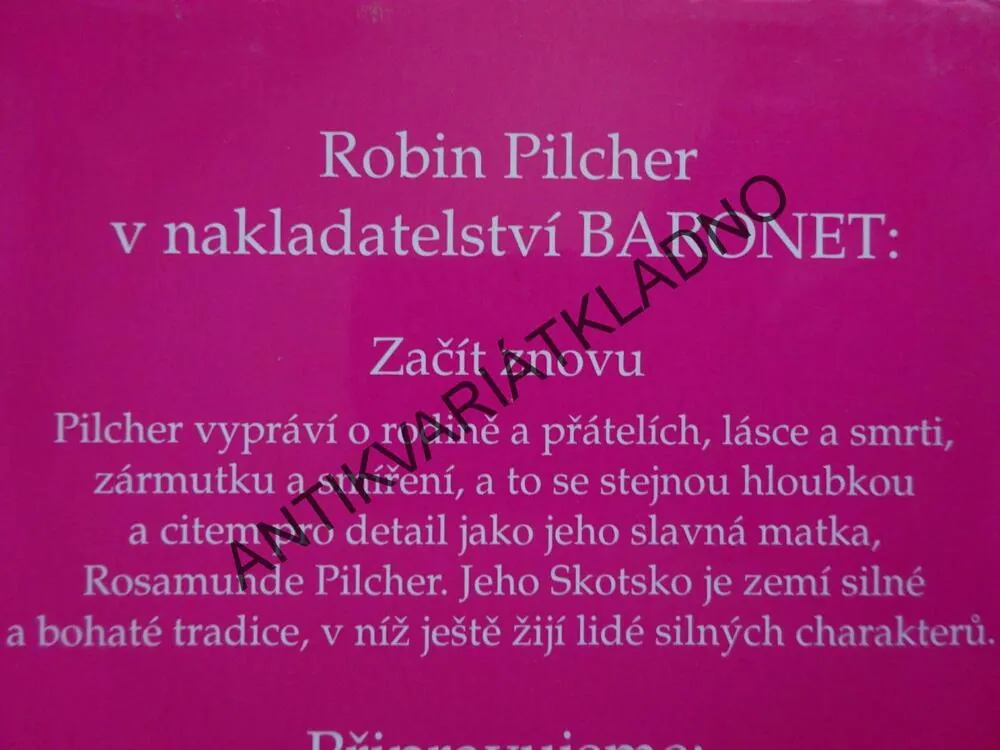 Robin Pilcher
v nakladatelství BARONET:
Začít znovu
Pilcher vypráví o rodině a přátelích, lásce a smrti,
zármutku a smíření, a to se stejnou hloubkou
a citem pro detail jako jeho slavná matka,
Rosamunde Pilcher. Jeho Skotsko je zemí silné
a bohaté tradice, v níž ještě žijí lidé silných charakterů.
Připravujeme:
ANTIKVARIÁTKLADNO